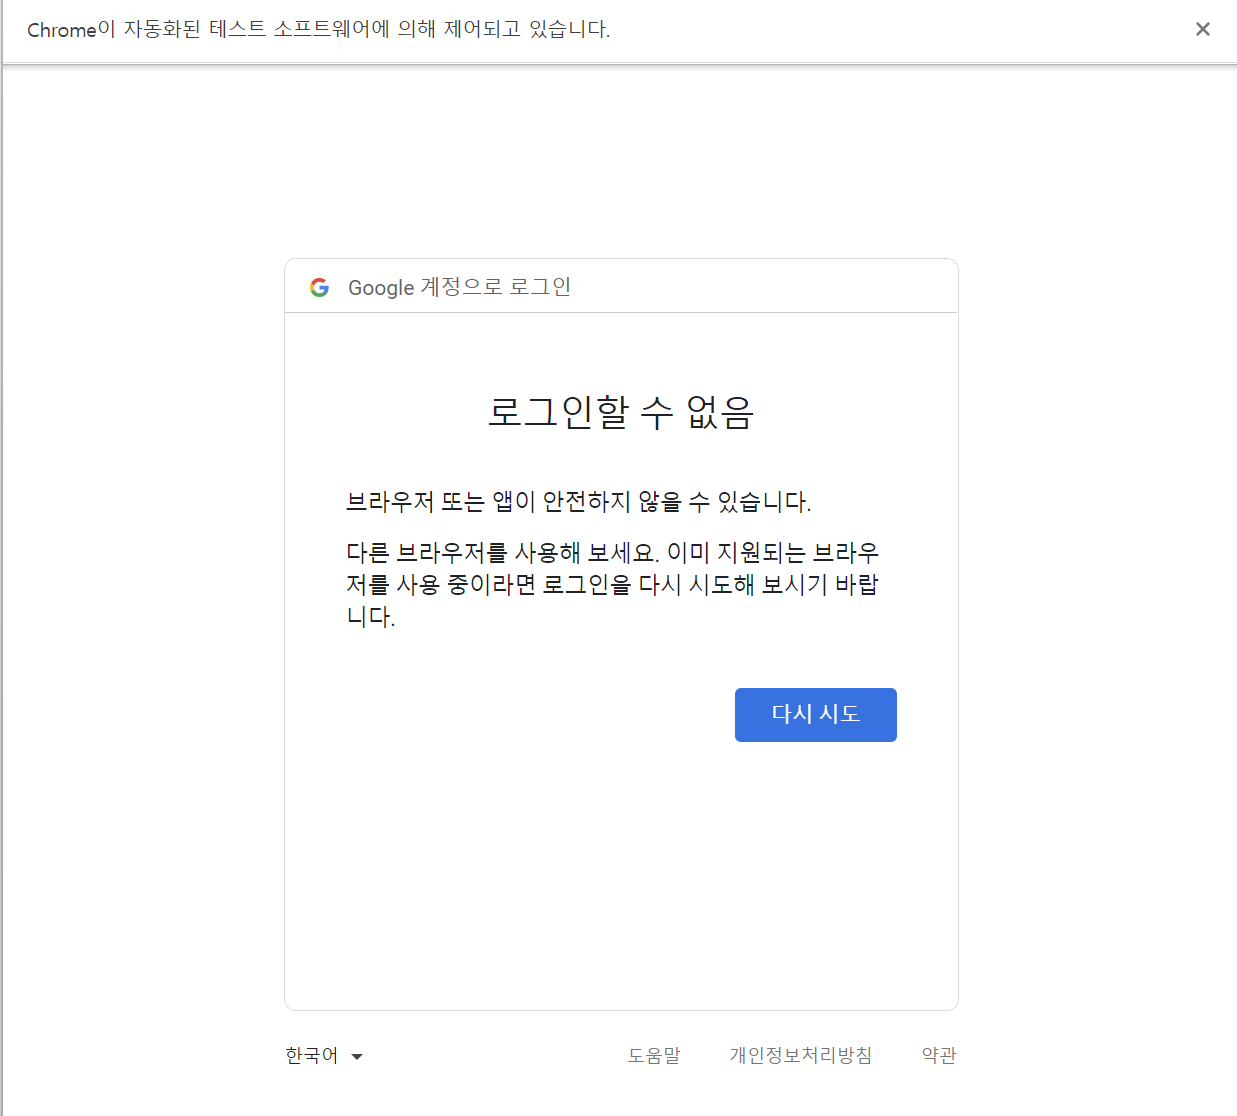 Chrome이 자동화된 테스트 소프트웨어에 의해 제어되고 있습니다.
Google 계정으로 로그인
로그인할 수 없음
브라우저 또는 앱이 안전하지 않을 수 있습니다.
다른 브라우저를 사용해 보세요. 이미 지원되는 브라우
저를 사용 중이라면 로그인을 다시 시도해 보시기 바랍
니다.
다시 시도
한국어 도움말 개인정보처리방침 약관